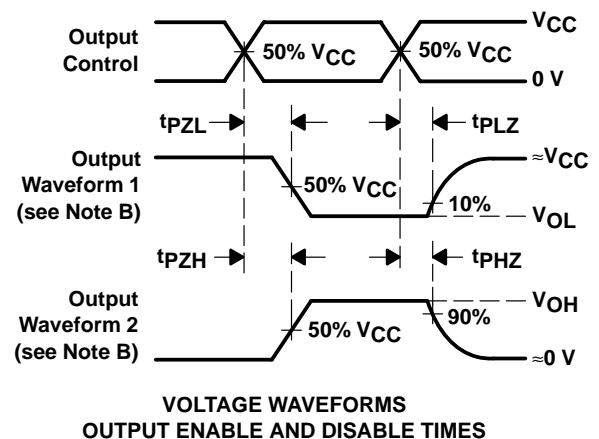 Output
Control
50% VCC
50% VCC
VCC
0 V
tPZL
tPLZ
Output
Waveform 1
(see Note B)
50% VCC
10%
≈VCC
VOL
tPZH
tPHZ
Output
Waveform 2
(see Note B)
50% VCC
90%
VOH
≈0 V
VOLTAGE WAVEFORMS
OUTPUT ENABLE AND DISABLE TIMES